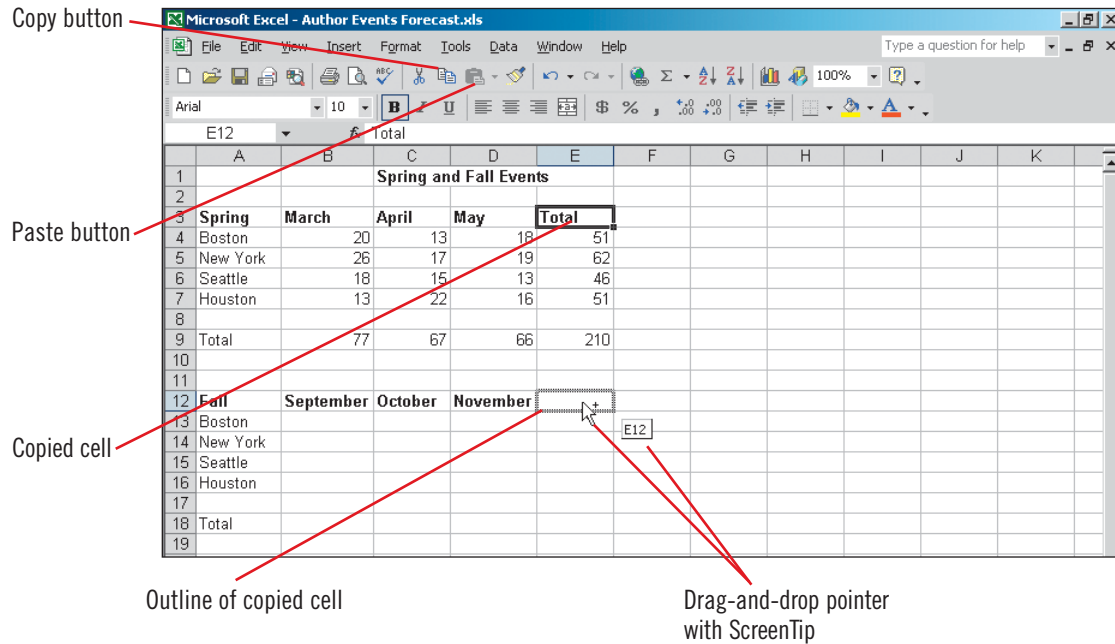 Copy button
Microsoft Excel - Author Events Forecast.xls
File Edit View Insert Format Tools Data Window Help Type a question for help
ABC 100%
Arial 10 B I U $ % ,
E12 fx Total
A B C D E F G H I J K
1 Spring and Fall Events
2
3 Spring March April May Total
4 Boston 20 13 18 51
5 New York 26 17 19 62
6 Seattle 18 15 13 46
7 Houston 13 22 16 51
8
9 Total 77 67 66 210
10
11
12 Fall September October November
13 Boston
E12
14 New York
15 Seattle
16 Houston
17
18 Total
19
Paste button
Copied cell
Outline of copied cell
Drag-and-drop pointer
with ScreenTip